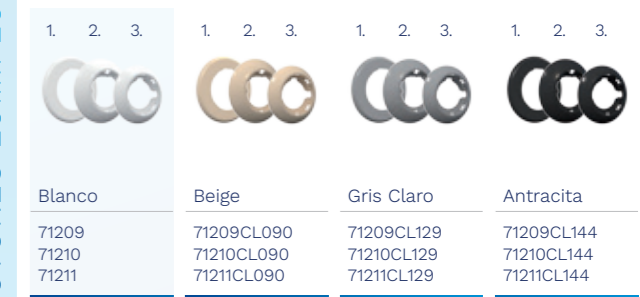 1. 2. 3.
1. 2. 3.
1. 2. 3.
1. 2. 3.
Blanco
71209
71210
71211
Beige
71209CL090
71210CL090
71211CL090
Gris Claro
71209CL129
71210CL129
71211CL129
Antracita
71209CL144
71210CL144
71211CL144